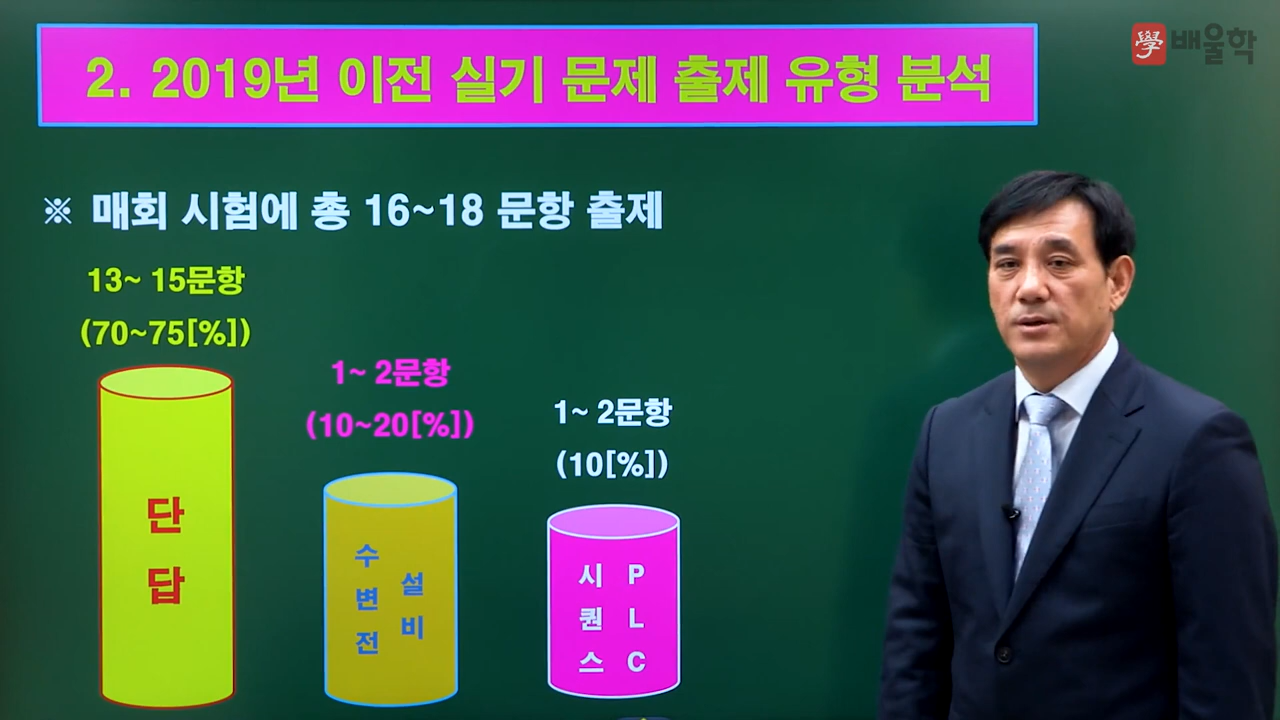 學 배울학
2. 2019년 이전 실기 문제 출제 유형 분석
※ 매회 시험에 총 16~18 문항 출제
13~ 15문항
(70~75[%])
단답
1~ 2문항
(10~20[%])
수변전
설비
1~ 2문항
(10[%])
시퀀스
PLC